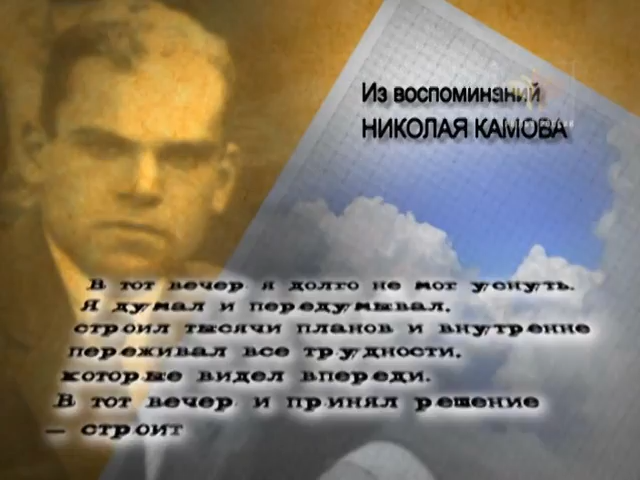 Из воспоминаний
НИКОЛАЯ КАМОВА
В тот вечер я долго не мог уснуть.
Я думал и передумывал,
строил тысячи планов и внутренне
переживал все трудности,
которые видел впереди.
В тот вечер и принял решение
— строит